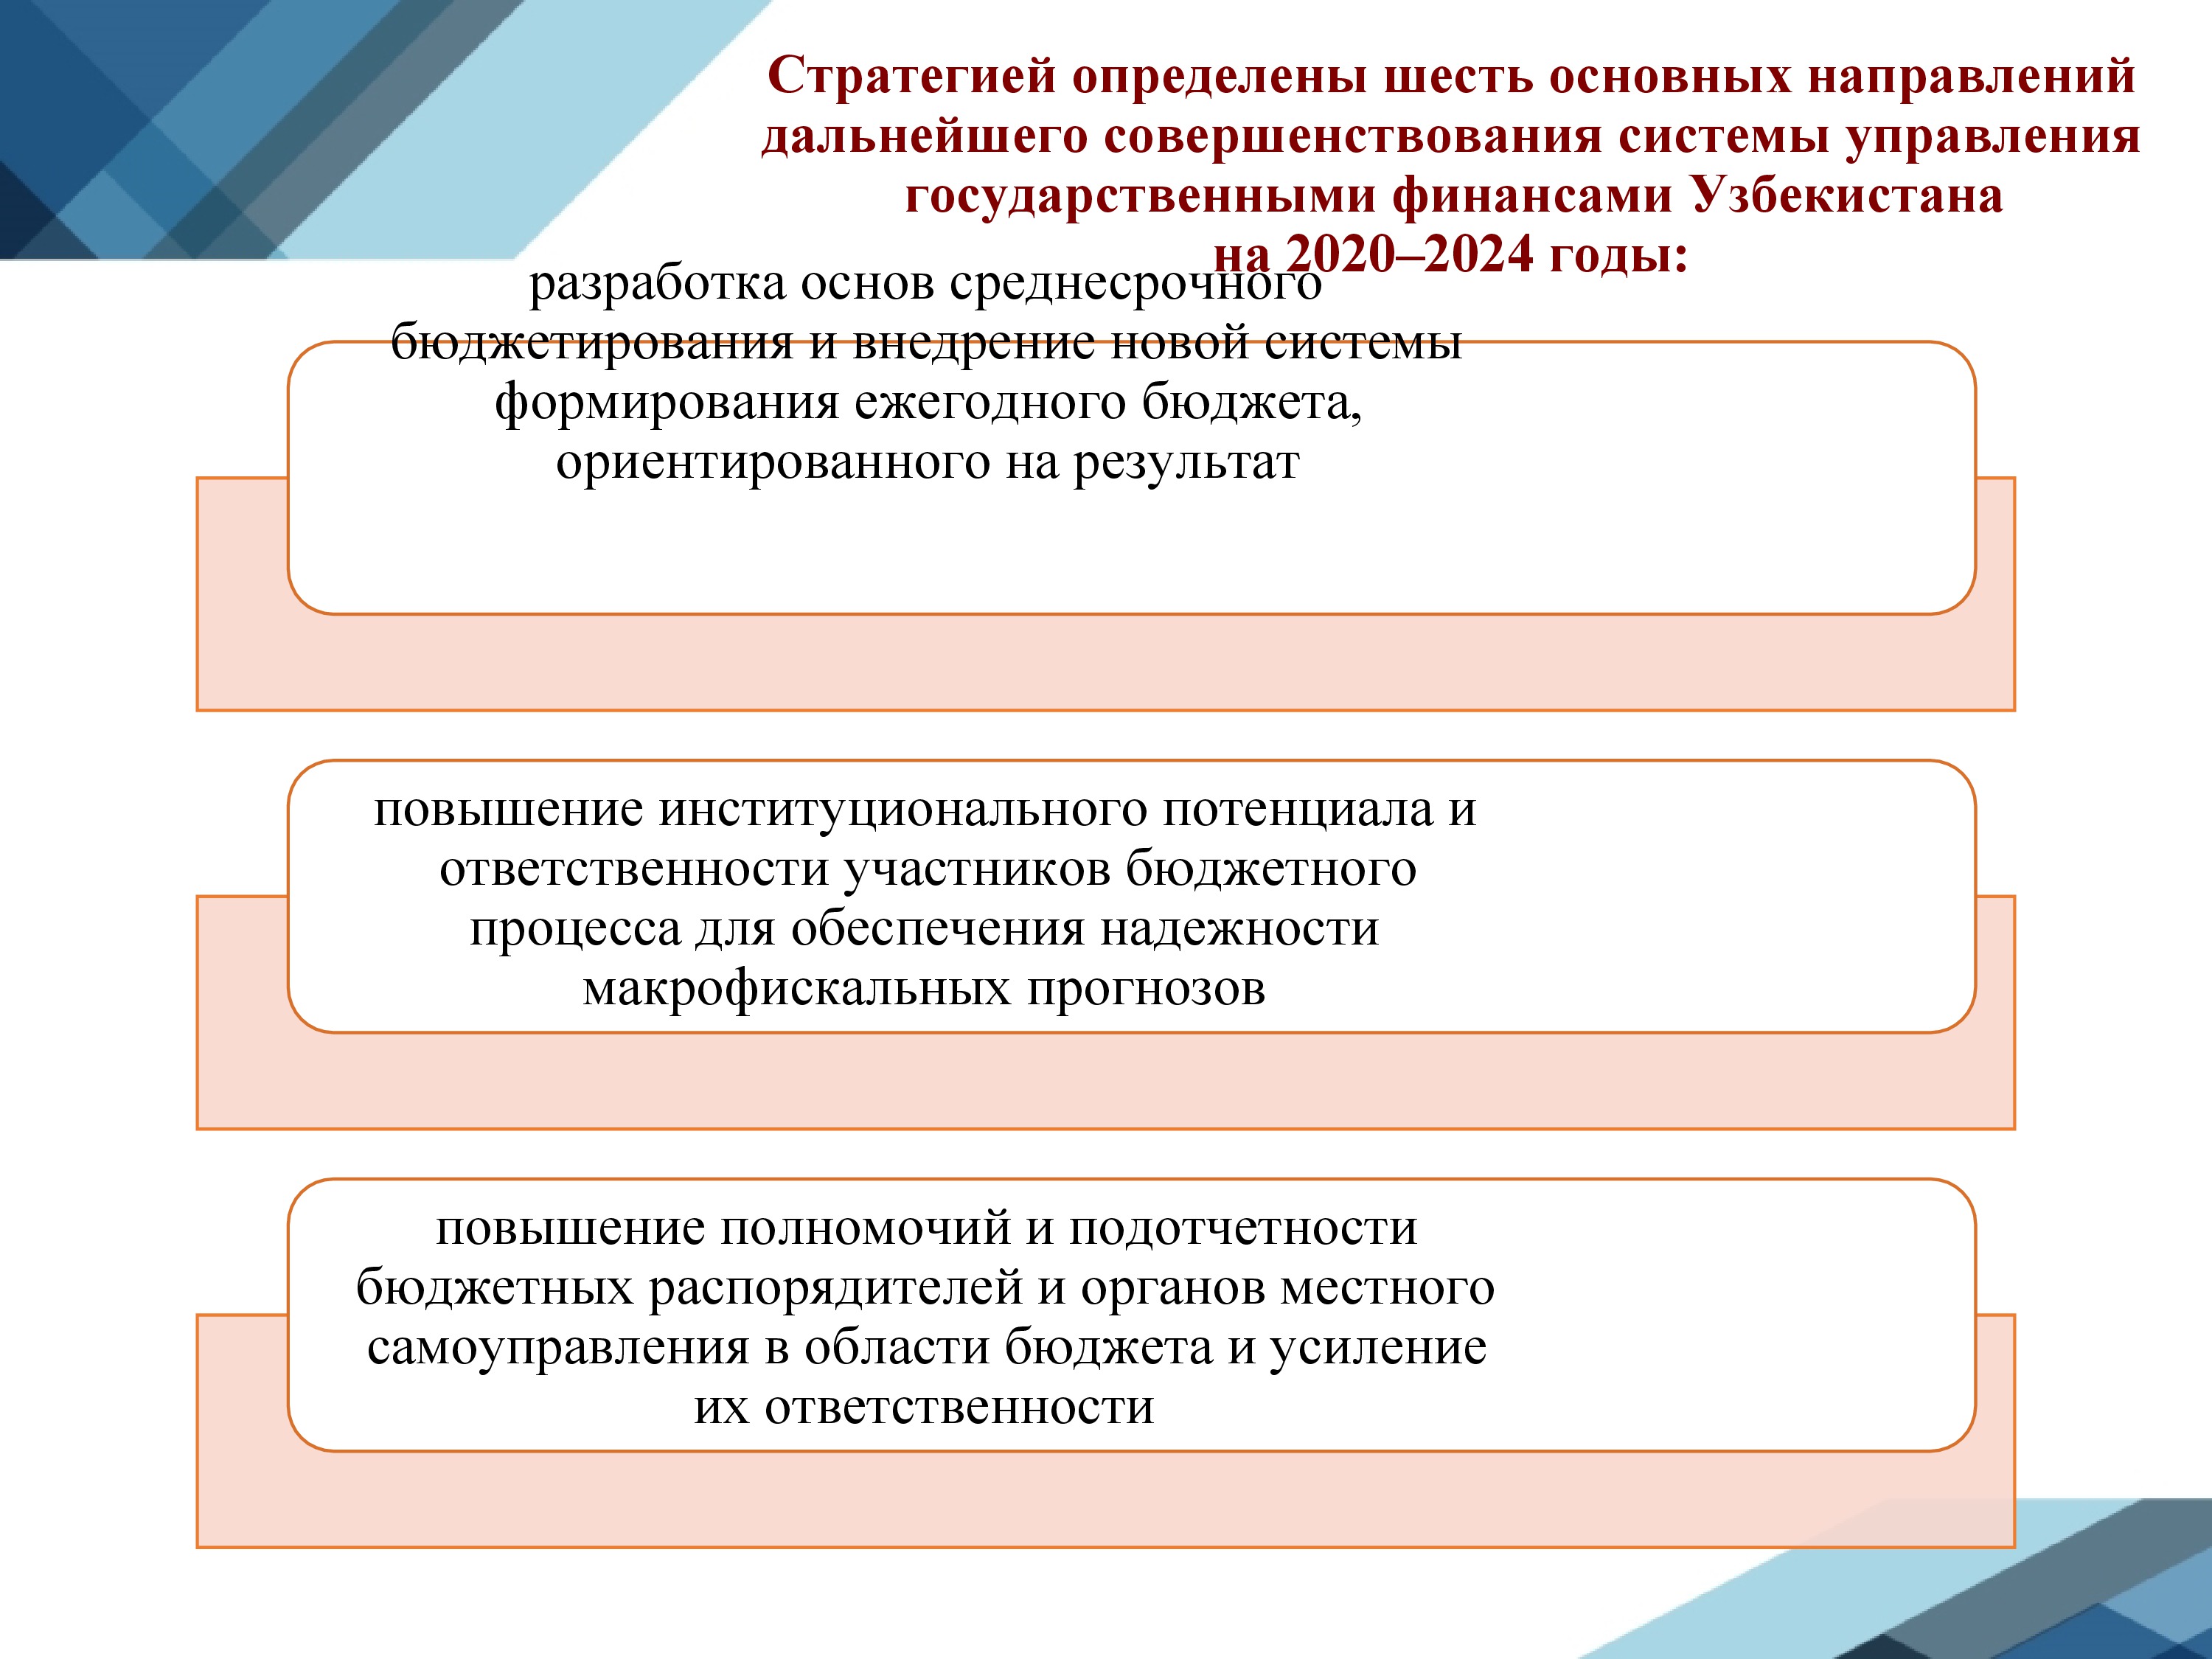 Стратегией определены шесть основных направлений
дальнейшего совершенствования системы управления
государственными финансами Узбекистана
на 2020–2024 годы:
разработка основ среднесрочного
бюджетирования и внедрение новой системы
формирования ежегодного бюджета,
ориентированного на результат
повышение институционального потенциала и
ответственности участников бюджетного
процесса для обеспечения надежности
макрофискальных прогнозов
повышение полномочий и подотчетности
бюджетных распорядителей и органов местного
самоуправления в области бюджета и усиление
их ответственности